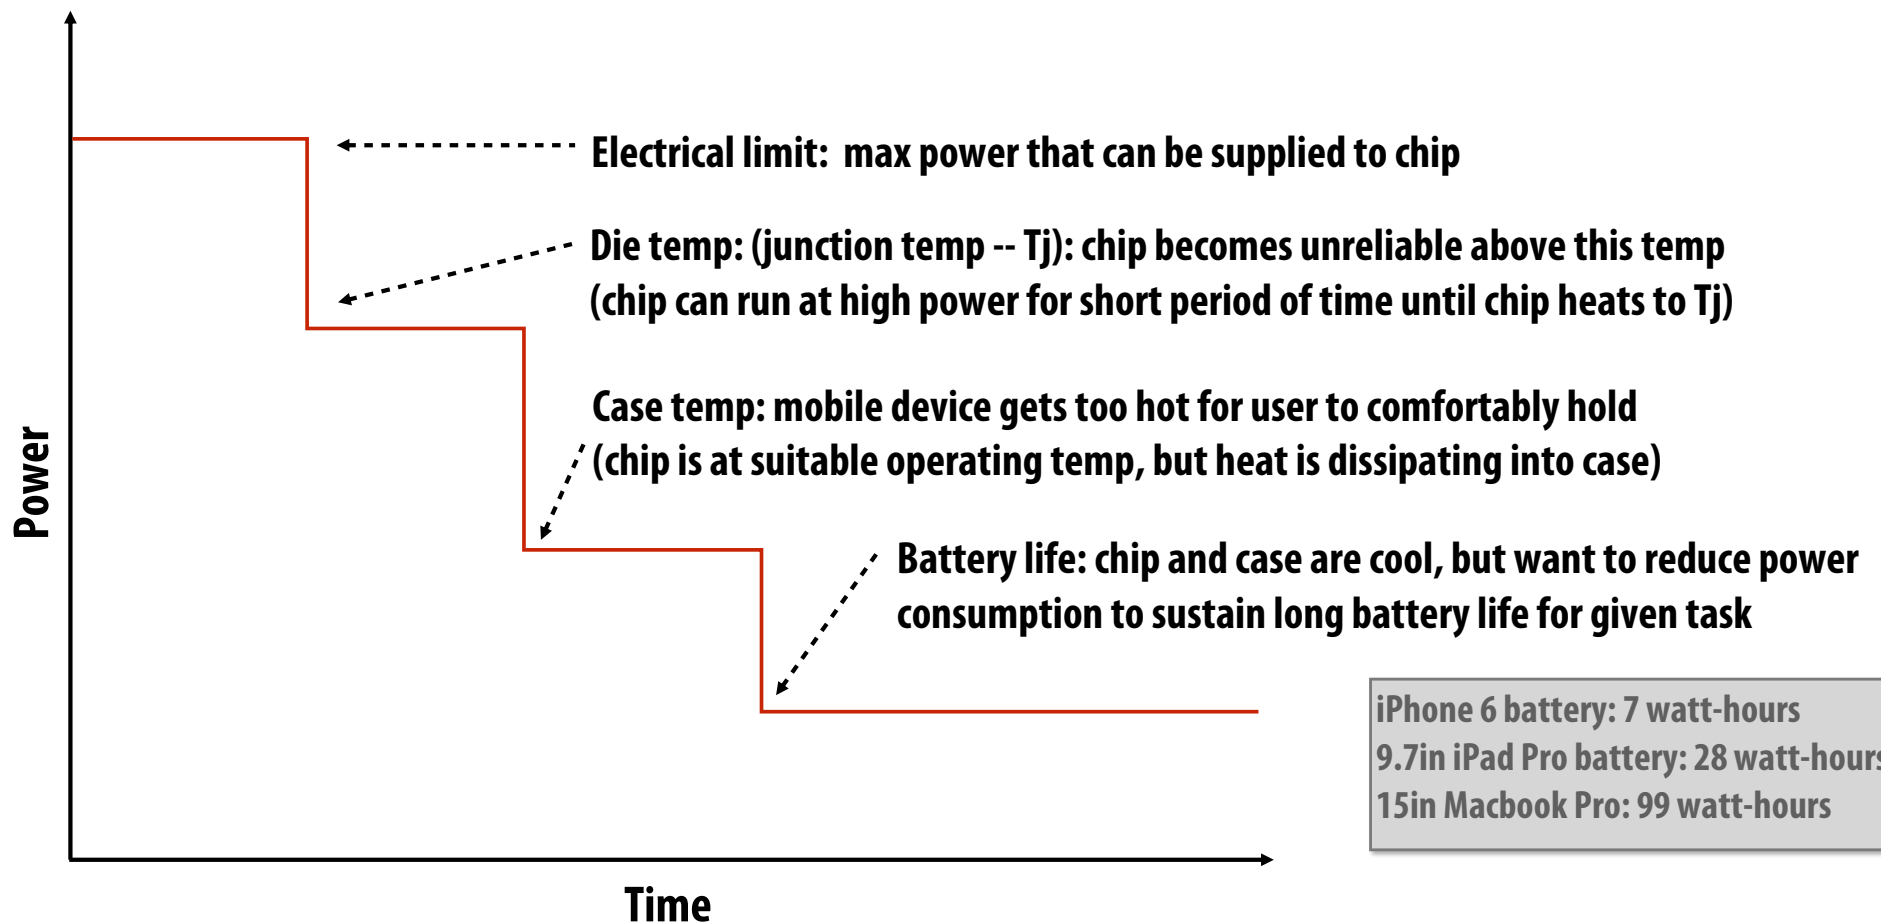 Electrical limit: max power that can be supplied to chip
Die temp: (junction temp -- Tj): chip becomes unreliable above this temp
(chip can run at high power for short period of time until chip heats to Tj)
Case temp: mobile device gets too hot for user to comfortably hold
(chip is at suitable operating temp, but heat is dissipating into case)
Power
Battery life: chip and case are cool, but want to reduce power
consumption to sustain long battery life for given task
iPhone 6 battery: 7 watt-hours
9.7in iPad Pro battery: 28 watt-hours
15in Macbook Pro: 99 watt-hours
Time